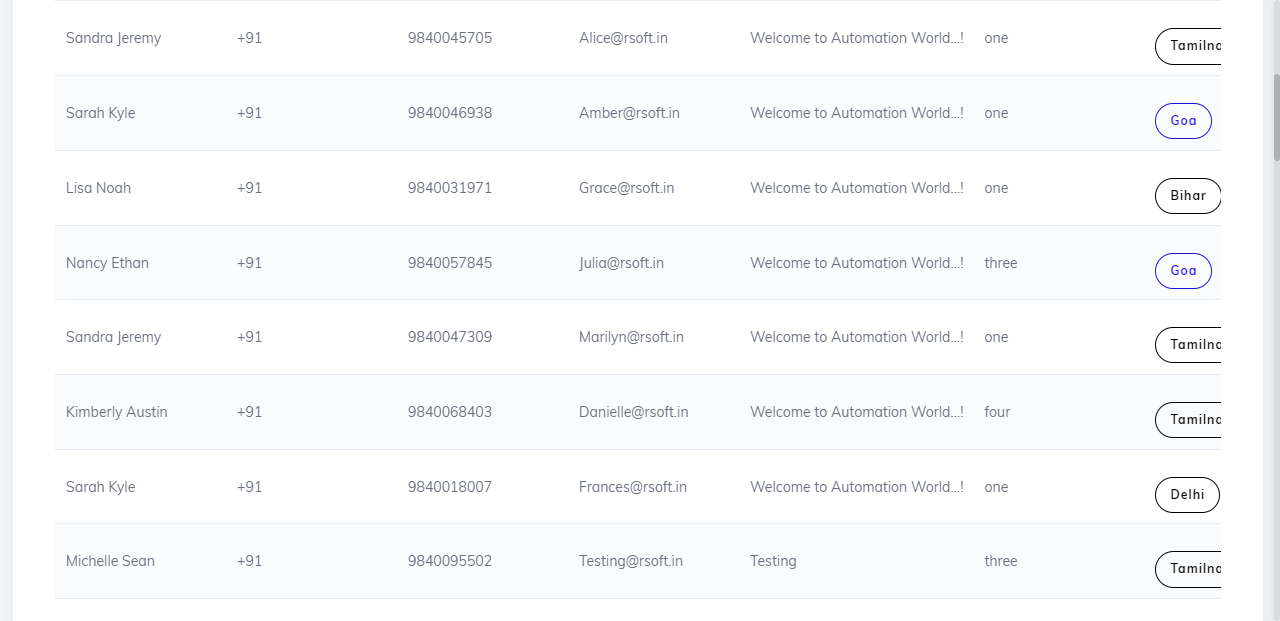 Sandra Jeremy +91 9840045705 Alice@rsoft.in Welcome to Automation World...! one Tamilna
Sarah Kyle +91 9840046938 Amber@rsoft.in Welcome to Automation World...! one Goa
Lisa Noah +91 9840031971 Grace@rsoft.in Welcome to Automation World...! one Bihar
Nancy Ethan +91 9840057845 Julia@rsoft.in Welcome to Automation World...! three Goa
Sandra Jeremy +91 9840047309 Marilyn@rsoft.in Welcome to Automation World...! one Tamilna
Kimberly Austin +91 9840068403 Danielle@rsoft.in Welcome to Automation World...! four Tamilna
Sarah Kyle +91 9840018007 Frances@rsoft.in Welcome to Automation World...! one Delhi
Michelle Sean +91 9840095502 Testing@rsoft.in Testing three Tamilna